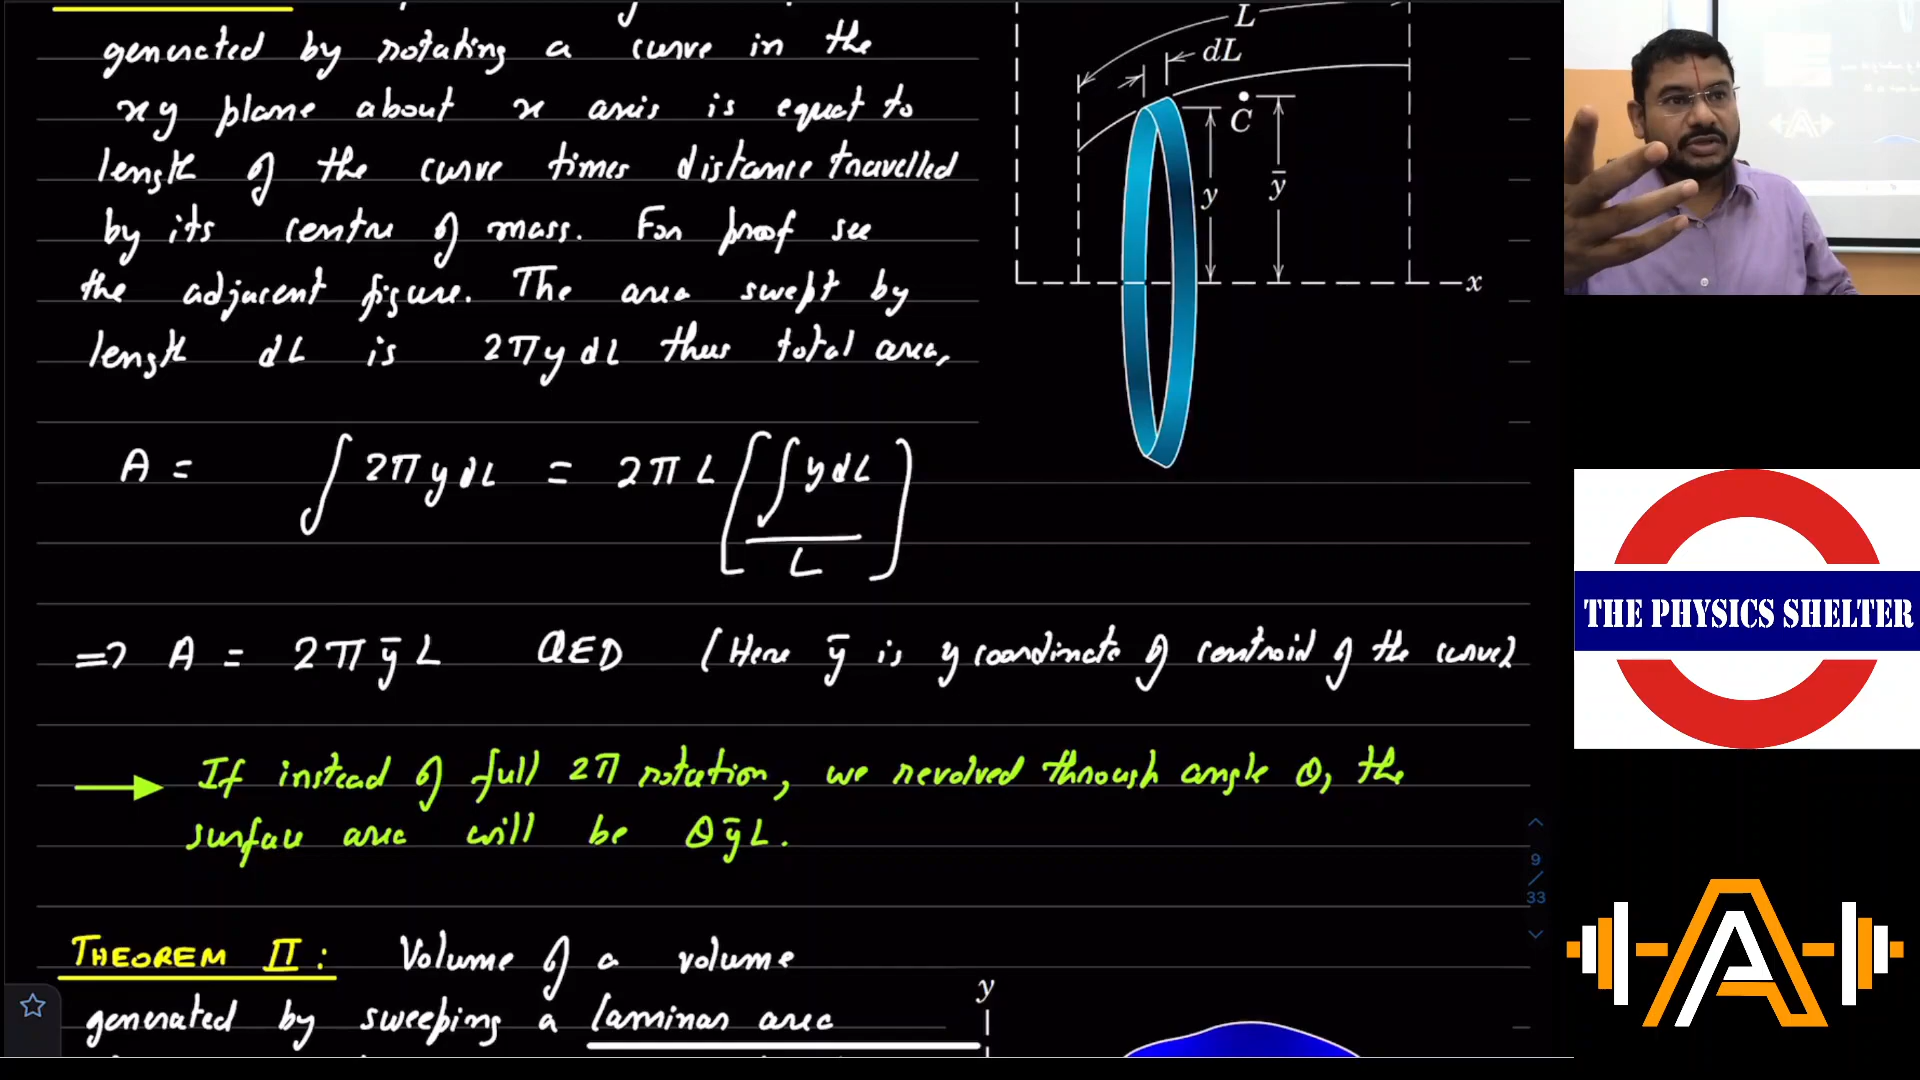 generated by rotating a curve in the
xy plane about x axis is equal to
length of the curve times distance travelled
by its centre of mass. For proof see
the adjacent figure. The area swept by
length dL is 2πy dL thus total area,
A = ∫ 2πy dL = 2πL [ ∫ y dL / L ]
⇒ A = 2π ȳ L QED (Here ȳ is y coordinate of centroid of the curve)
→ If instead of full 2π rotation, we revolved through angle θ, the
surface area will be θ ȳ L.
THEOREM II : Volume of a volume
generated by sweeping a laminar area
L
dL
C
y
ȳ
x
y
9
/
33
THE PHYSICS SHELTER
A